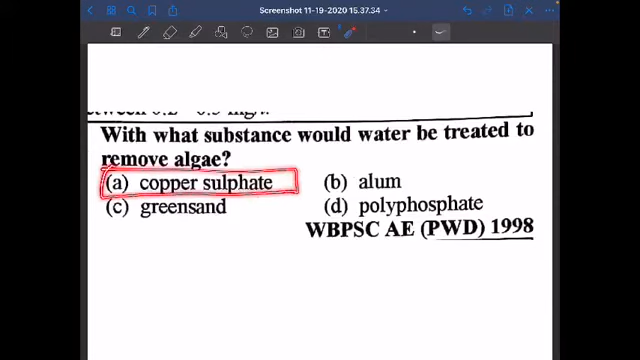 Screenshot 11-19-2020 15.37.34
With what substance would water be treated to
remove algae?
(a) copper sulphate (b) alum
(c) greensand (d) polyphosphate
WBPSC AE (PWD) 1998